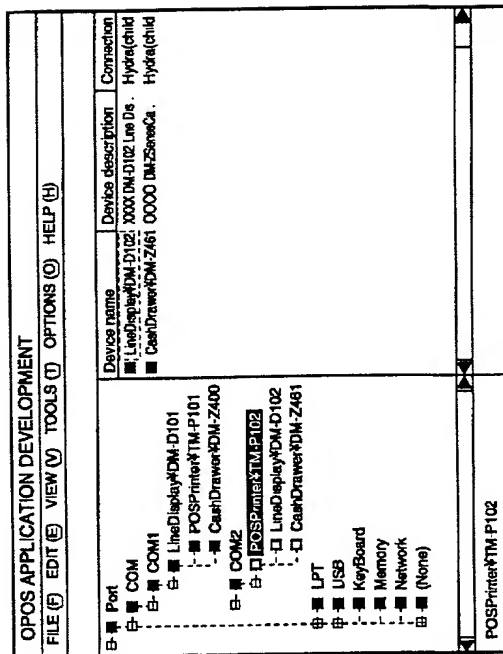 OPOS APPLICATION DEVELOPMENT
FILE (F) EDIT (E) VIEW (V) TOOLS (T) OPTIONS (O) HELP (H)
Port
COM
COM1
LineDisplay¥DM-D101
POSPrinter¥TM-P101
CashDrawer¥DM-Z400
COM2
POSPrinter¥TM-P102
LineDisplay¥DM-D102
CashDrawer¥DM-Z461
LPT
USB
KeyBoard
Memory
Network
(None)
Device name Device description Connection
LineDisplay¥DM-D102 XXXX DM-D102 Line Dis. Hydra(child
CashDrawer¥DM-Z461 OOOO DM-ZSeriesCa. Hydra(child
POSPrinter¥TM-P102